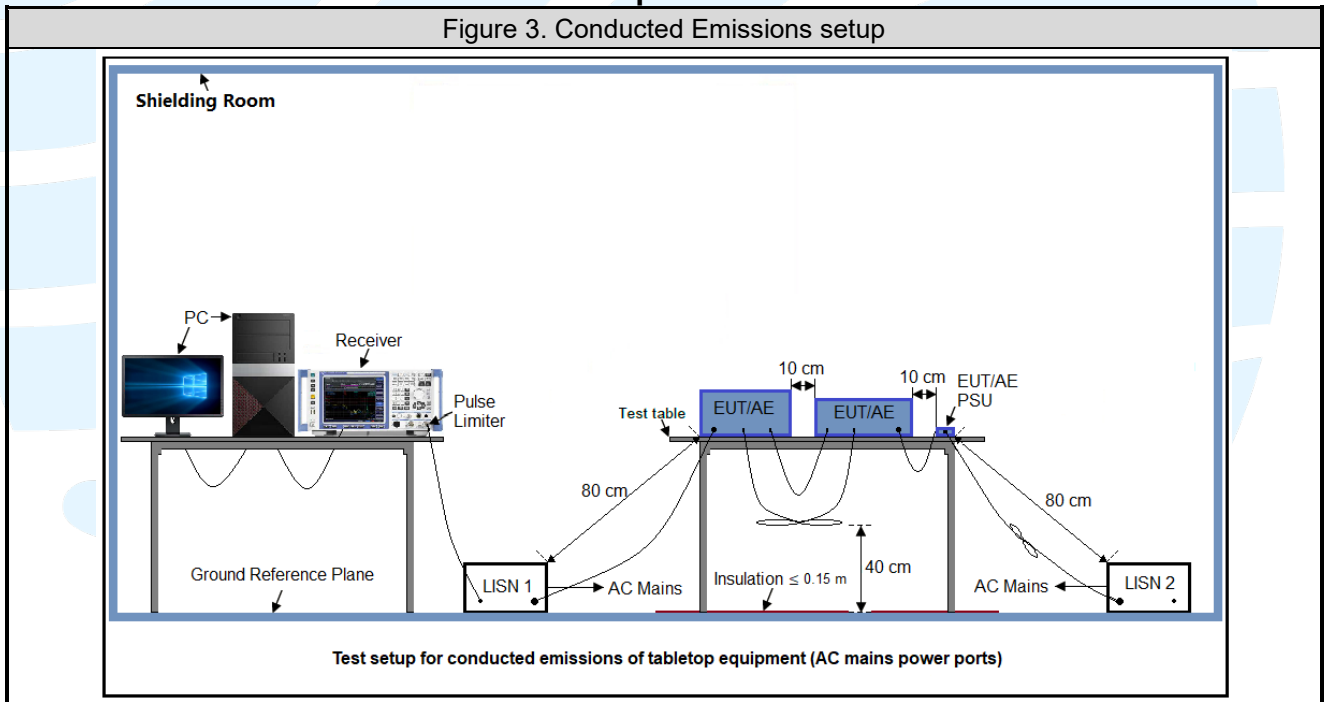 Figure 3. Conducted Emissions setup
Shielding Room
PC
Receiver
Pulse
Limiter
10 cm
10 cm
EUT/AE
PSU
Test table
EUT/AE
EUT/AE
80 cm
80 cm
Ground Reference Plane
LISN 1
AC Mains
Insulation ≤ 0.15 m
40 cm
AC Mains
LISN 2
Test setup for conducted emissions of tabletop equipment (AC mains power ports)